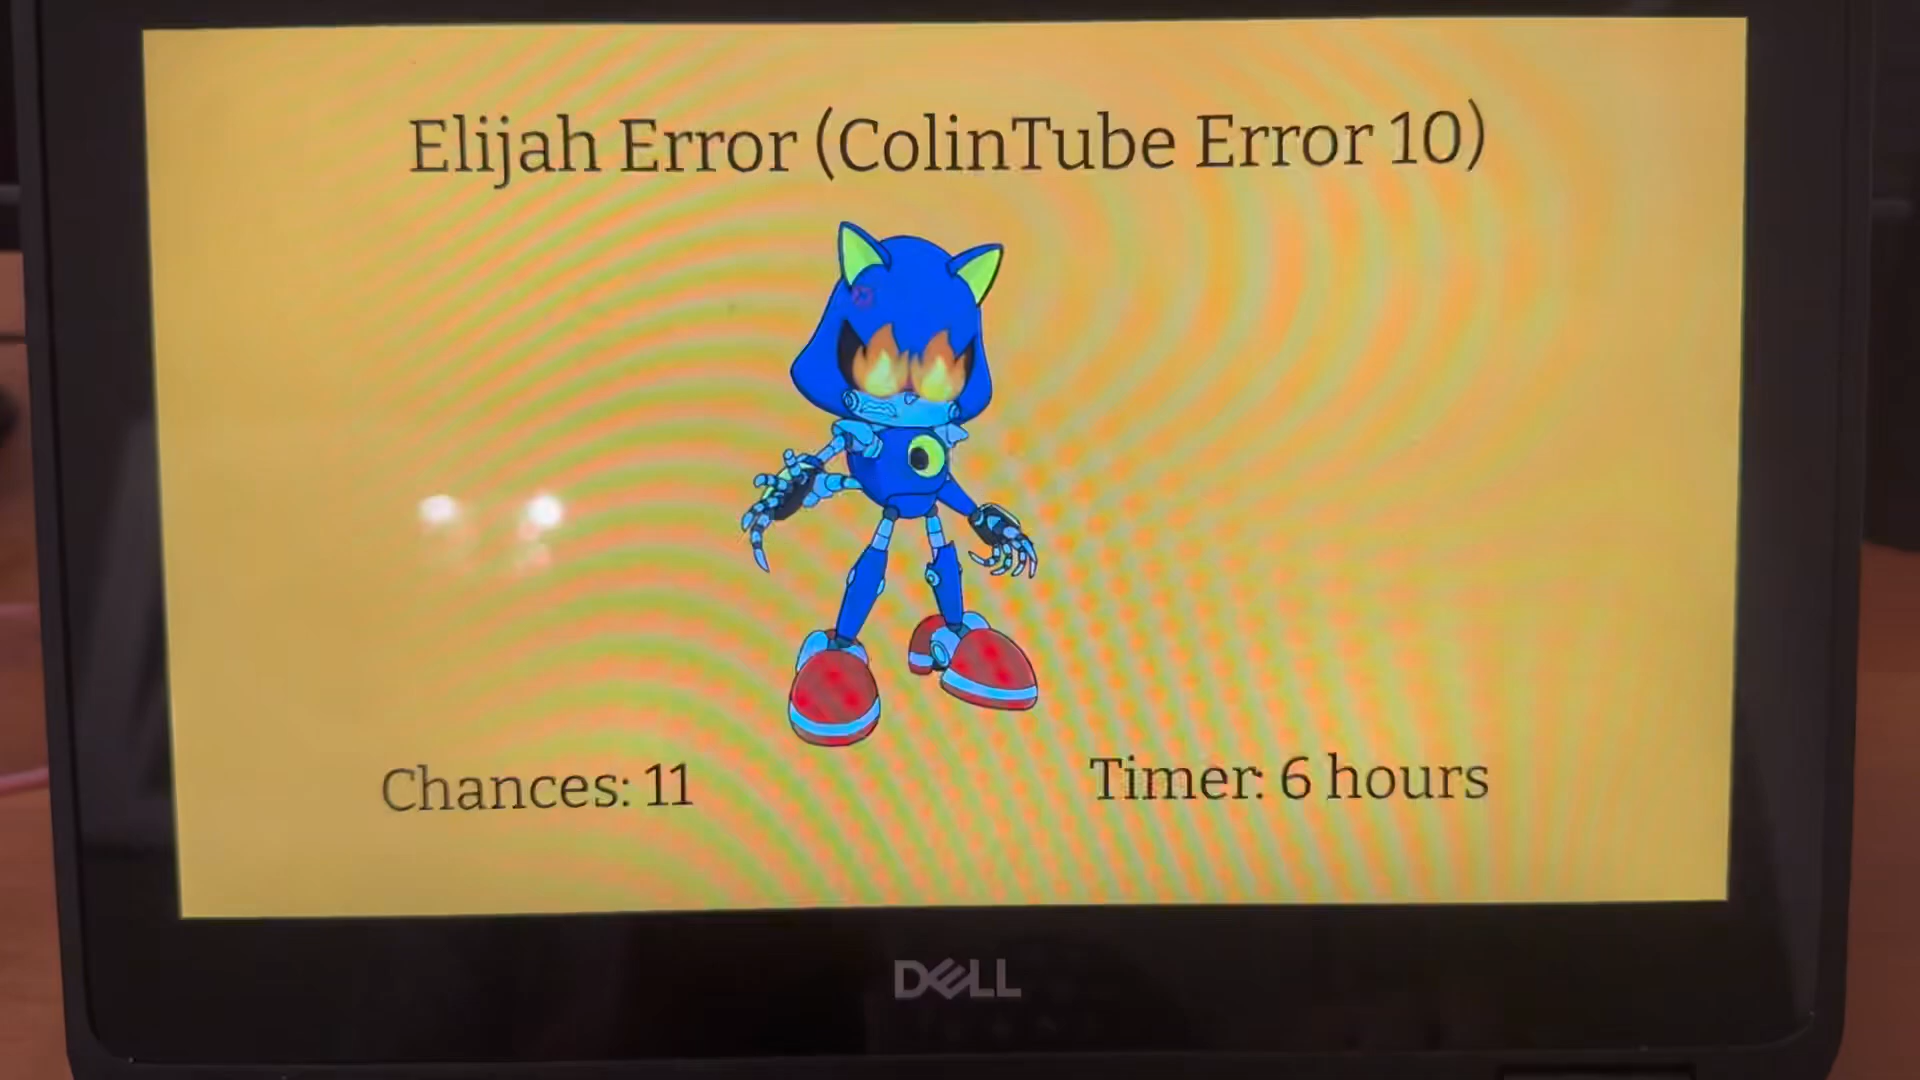 Elijah Error (ColinTube Error 10)
Chances: 11
Timer: 6 hours
DELL